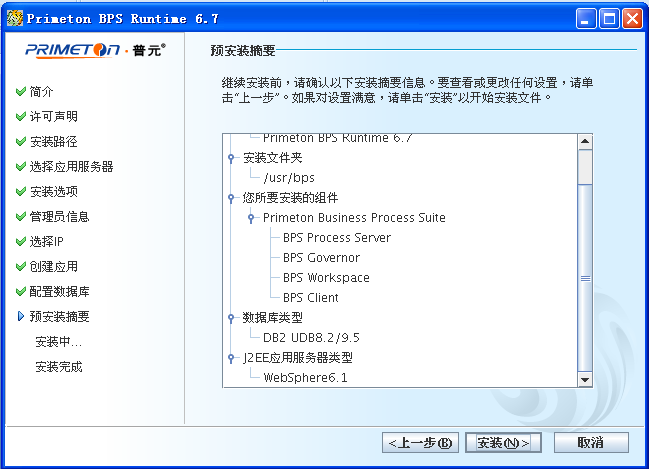 Primeton BPS Runtime 6.7
PRIMETON·普元®
简介
许可声明
安装路径
选择应用服务器
安装选项
管理员信息
选择IP
创建应用
配置数据库
预安装摘要
安装中...
安装完成
预安装摘要
继续安装前，请确认以下安装摘要信息。要查看或更改任何设置，请单
击“上一步”。如果对设置满意，请单击“安装”以开始安装文件。
Primeton BPS Runtime 6.7
安装文件夹
/usr/bps
您所要安装的组件
Primeton Business Process Suite
BPS Process Server
BPS Governor
BPS Workspace
BPS Client
数据库类型
DB2 UDB8.2/9.5
J2EE应用服务器类型
WebSphere6.1
<上一步(B)
安装(N)>
取消